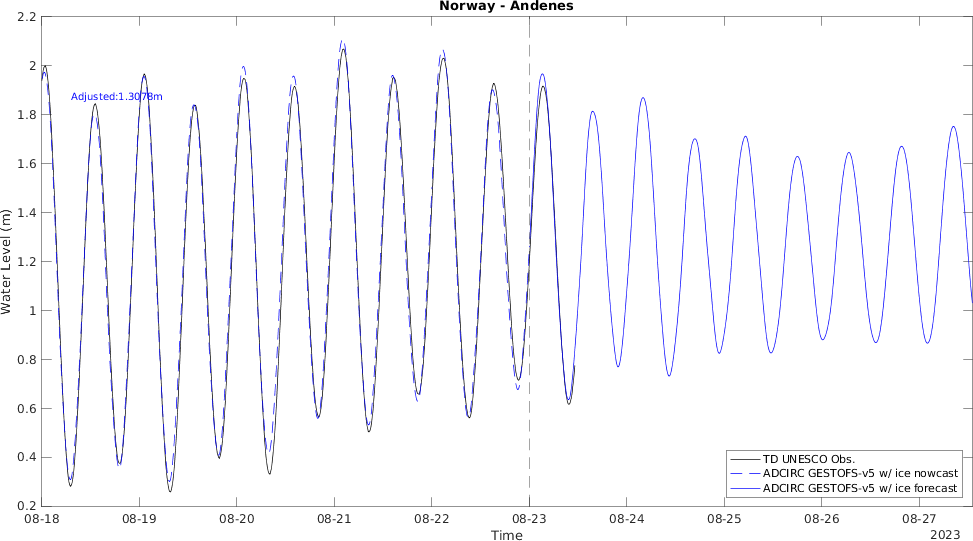 Norway - Andenes
2.2
2
1.8
1.6
1.4
1.2
1
0.8
0.6
0.4
0.2
Water Level (m)
Adjusted:1.3078m
TD UNESCO Obs.
ADCIRC GESTOFS-v5 w/ ice nowcast
ADCIRC GESTOFS-v5 w/ ice forecast
08-18 08-19 08-20 08-21 08-22 08-23 08-24 08-25 08-26 08-27
Time
2023